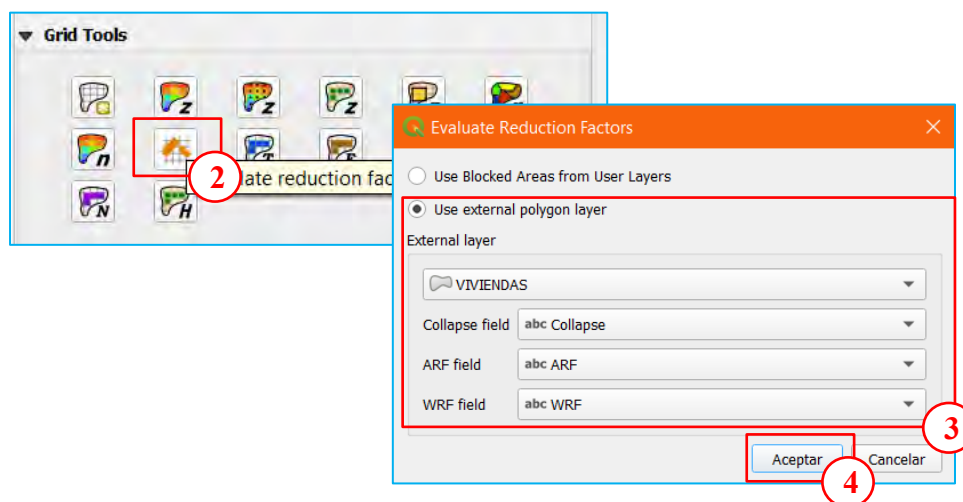 Grid Tools
z
z
z
n
T
F
N
H
2
late reduction fac
Evaluate Reduction Factors
Use Blocked Areas from User Layers
Use external polygon layer
External layer
VIVIENDAS
Collapse field abc Collapse
ARF field abc ARF
WRF field abc WRF
3
Aceptar Cancelar
4